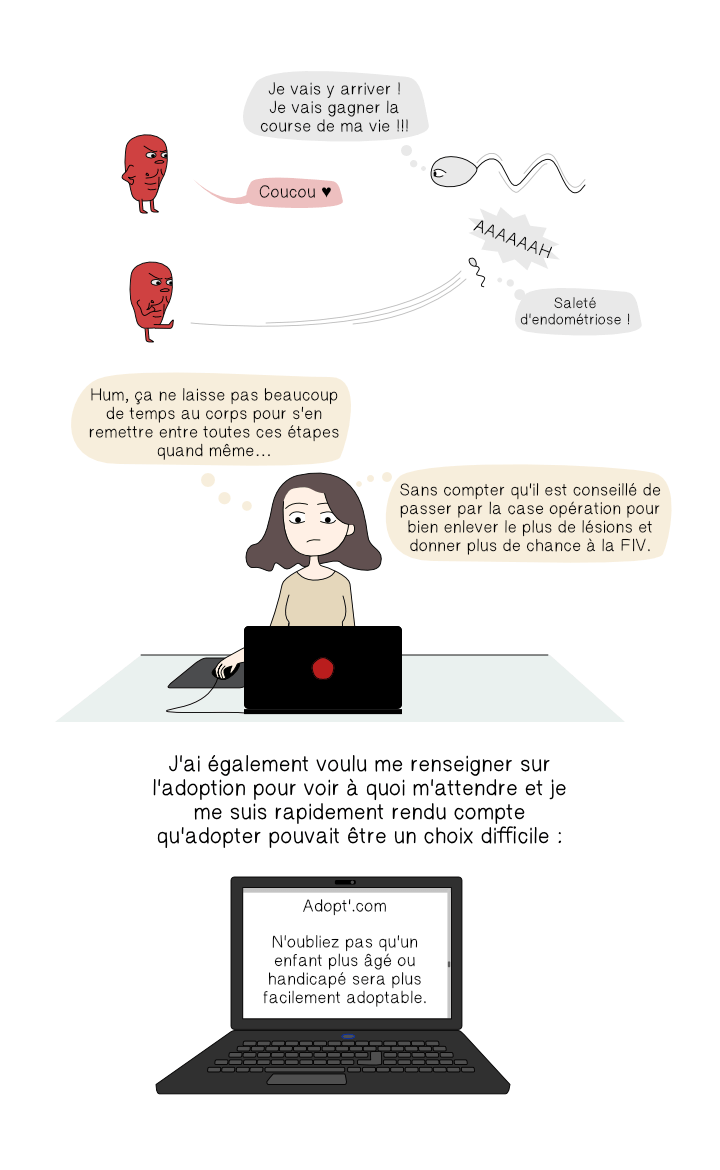 Je vais y arriver !
Je vais gagner la
course de ma vie !!!
Coucou ♥
AAAAAAH
Saleté
d'endométriose !
Hum, ça ne laisse pas beaucoup
de temps au corps pour s'en
remettre entre toutes ces étapes
quand même...
Sans compter qu'il est conseillé de
passer par la case opération pour
bien enlever le plus de lésions et
donner plus de chance à la FIV.
J'ai également voulu me renseigner sur
l'adoption pour voir à quoi m'attendre et je
me suis rapidement rendu compte
qu'adopter pouvait être un choix difficile :
Adopt'.com
N'oubliez pas qu'un
enfant plus âgé ou
handicapé sera plus
facilement adoptable.